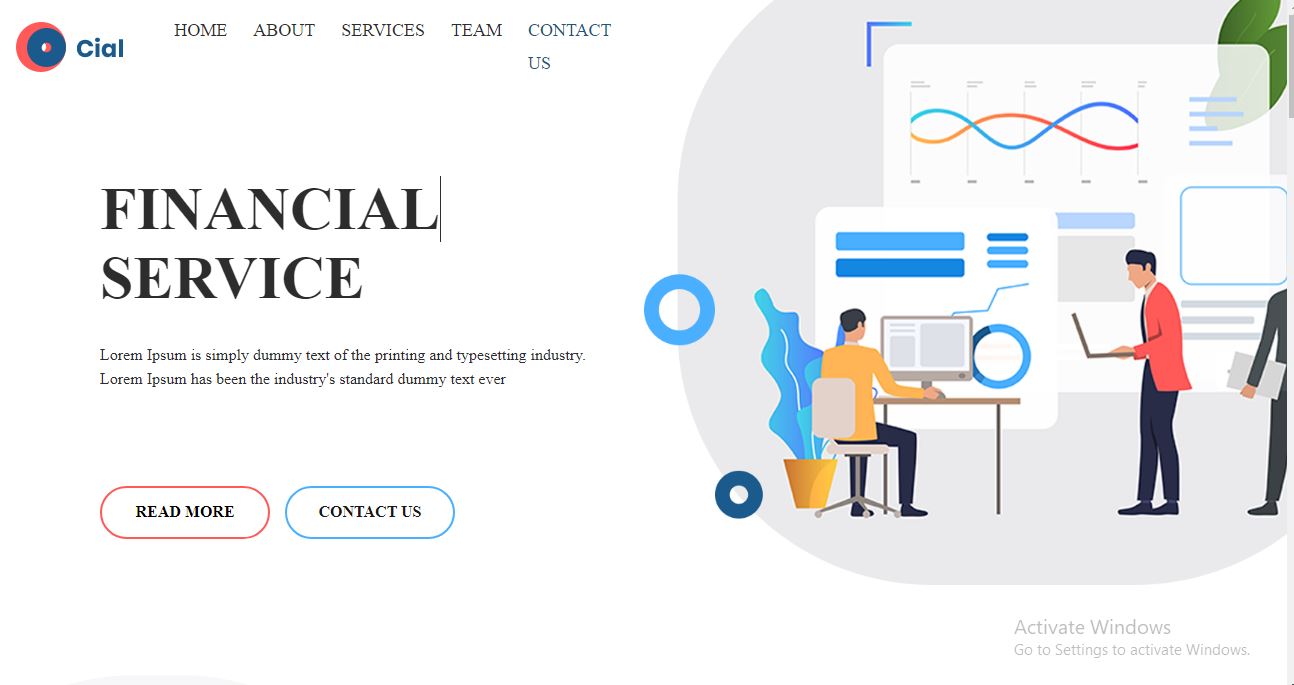 Cial
HOME ABOUT SERVICES TEAM CONTACT
US
FINANCIAL
SERVICE
Lorem Ipsum is simply dummy text of the printing and typesetting industry.
Lorem Ipsum has been the industry's standard dummy text ever
READ MORE CONTACT US
Activate Windows
Go to Settings to activate Windows.